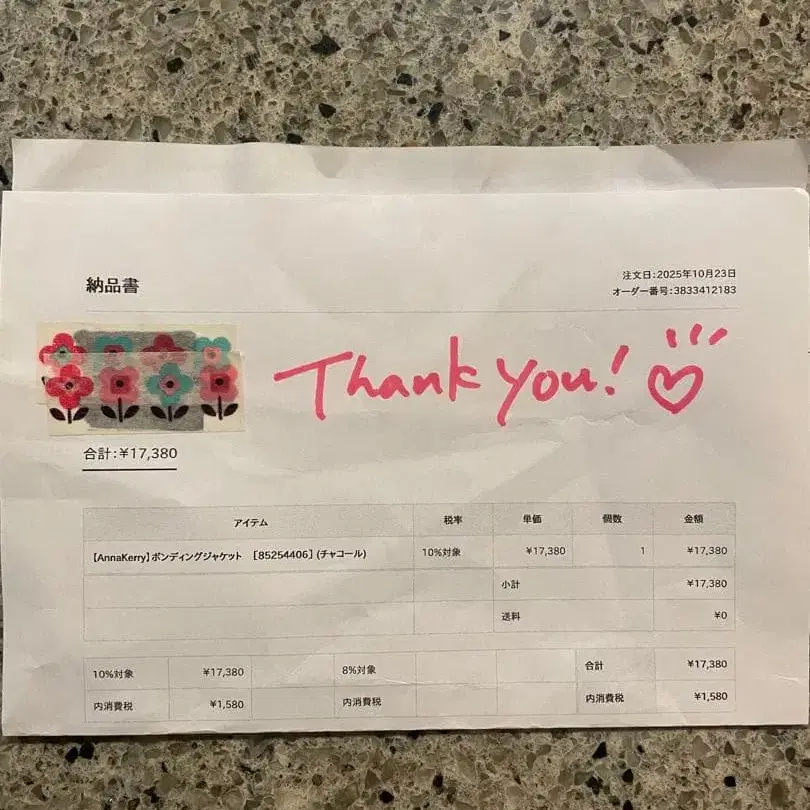 注文日:2025年10月23日
納品書
オーダー番号:3833412183
Thank you!
合計:¥17,380
アイテム 税率 単価 個数 金額
【AnnaKerry】ボンディングジャケット ［85254406］(チャコール) 10%対象 ¥17,380 1 ¥17,380
小計 ¥17,380
送料 ¥0
10%対象 ¥17,380 8%対象 合計 ¥17,380
内消費税 ¥1,580 内消費税 内消費税 ¥1,580